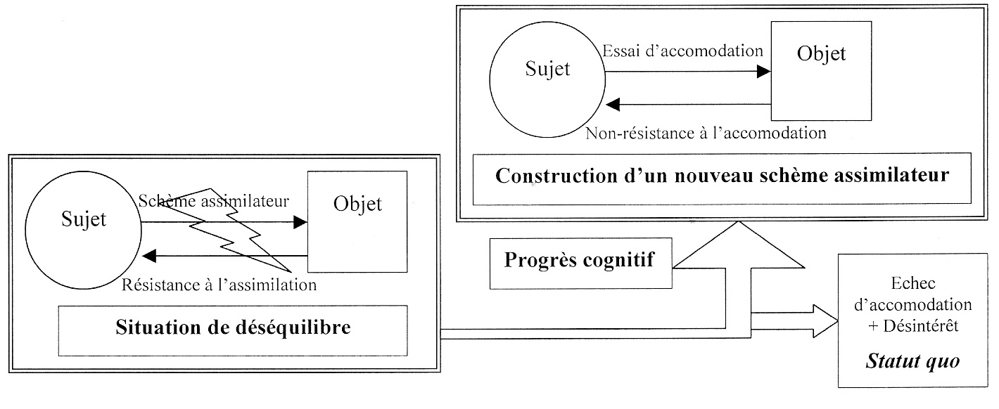 Sujet
Essai d'accomodation
Objet
Non-résistance à l'accomodation
Construction d'un nouveau schème assimilateur
Sujet
Schème assimilateur
Objet
Résistance à l'assimilation
Situation de déséquilibre
Progrès cognitif
Echec
d'accomodation
+ Désintérêt
Statut quo